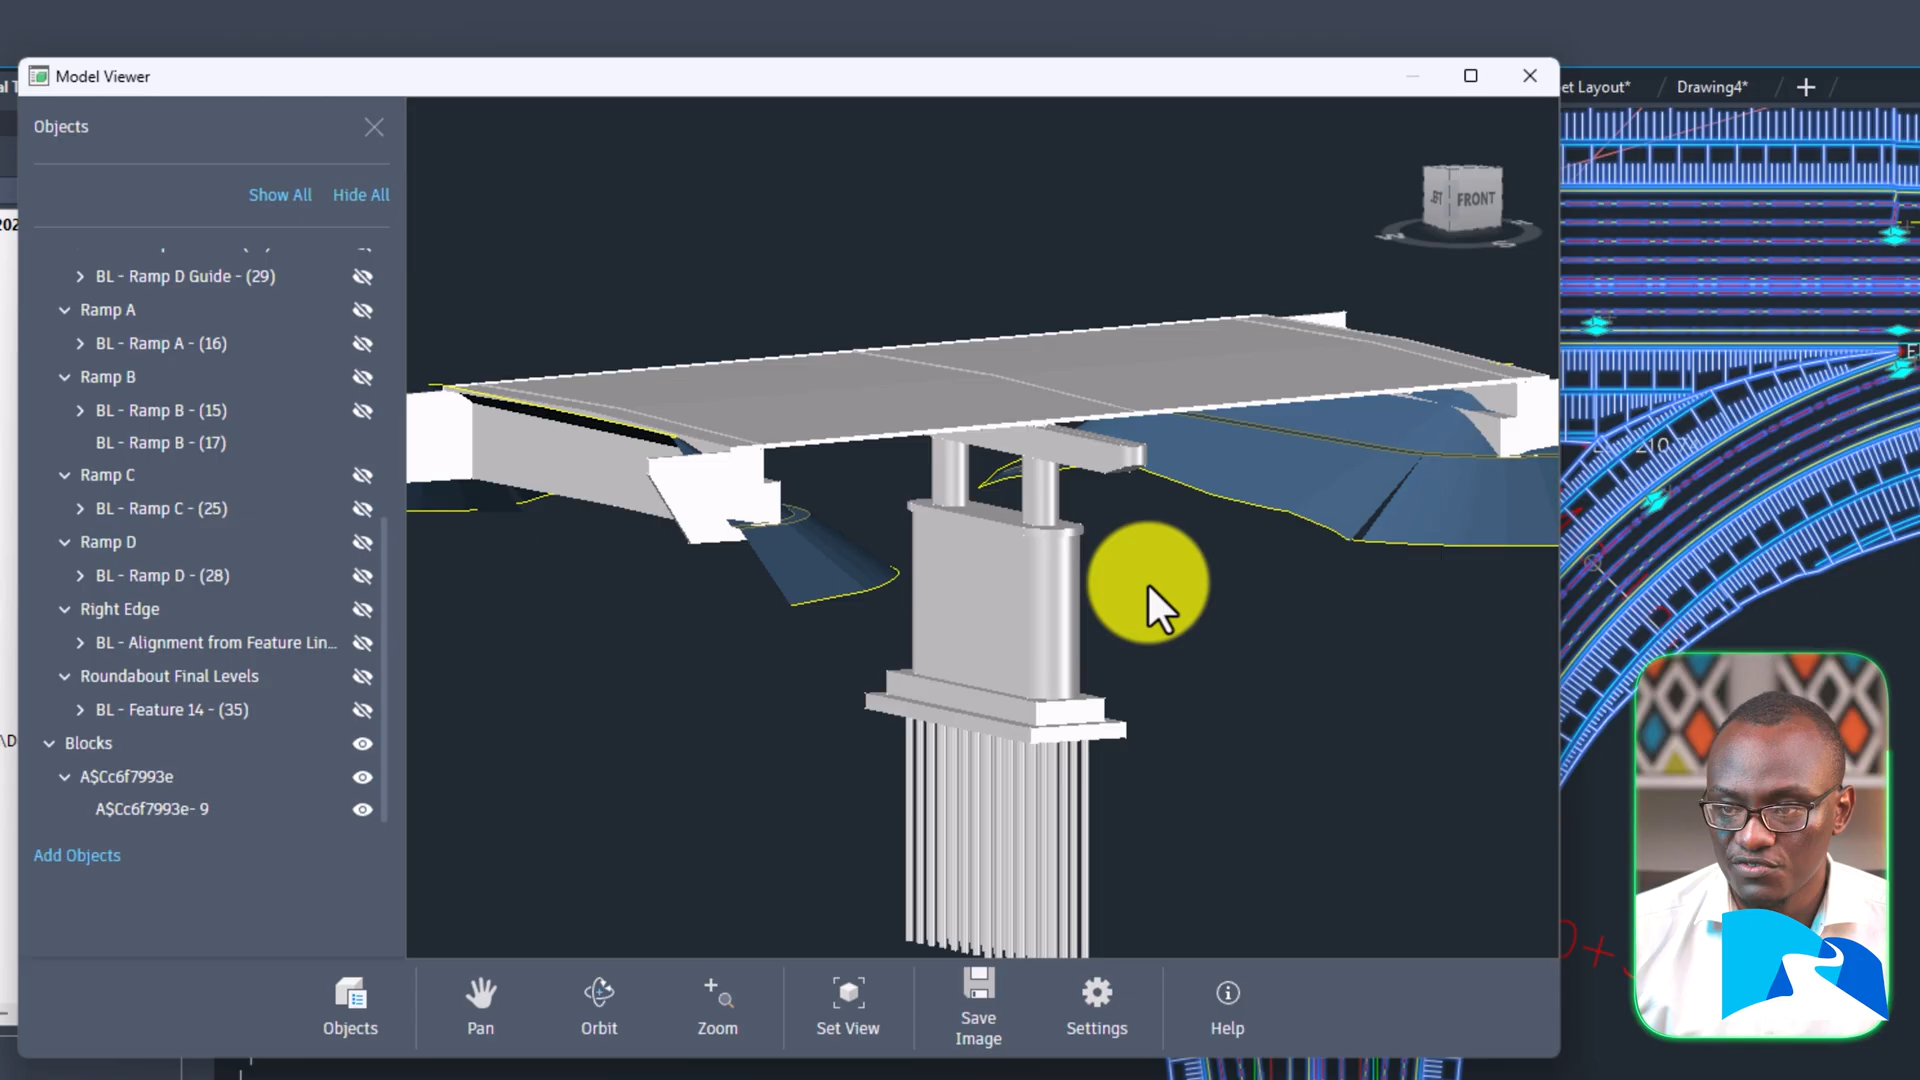 Model Viewer
et Layout*
Drawing4*
Objects
Show All
Hide All
BL - Ramp D Guide - (29)
Ramp A
BL - Ramp A - (16)
Ramp B
BL - Ramp B - (15)
BL - Ramp B - (17)
Ramp C
BL - Ramp C - (25)
Ramp D
BL - Ramp D - (28)
Right Edge
BL - Alignment from Feature Lin...
Roundabout Final Levels
BL - Feature 14 - (35)
Blocks
A$Cc6f7993e
A$Cc6f7993e- 9
Add Objects
FRONT
Objects
Pan
Orbit
Zoom
Set View
Save
Image
Settings
Help